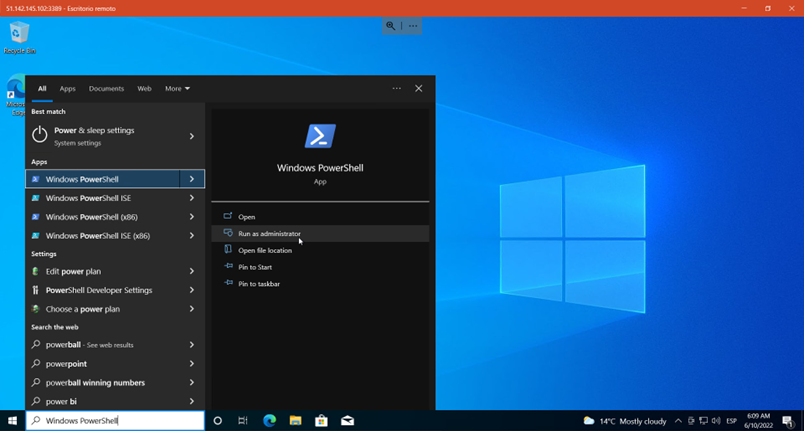 51.142.145.102:3389 - Escritorio remoto
Recycle Bin
Edge
All Apps Documents Web More
Best match
Power & sleep settings
System settings
Apps
Windows PowerShell
Windows PowerShell ISE
Windows PowerShell (x86)
Windows PowerShell ISE (x86)
Settings
Edit power plan
PowerShell Developer Settings
Choose a power plan
Search the web
powerball - See web results
powerpoint
powerball winning numbers
power bi
Windows PowerShell
App
Open
Run as administrator
Open file location
Pin to Start
Pin to taskbar
Windows PowerShell
14°C Mostly cloudy
ESP
6:09 AM
6/10/2022
1